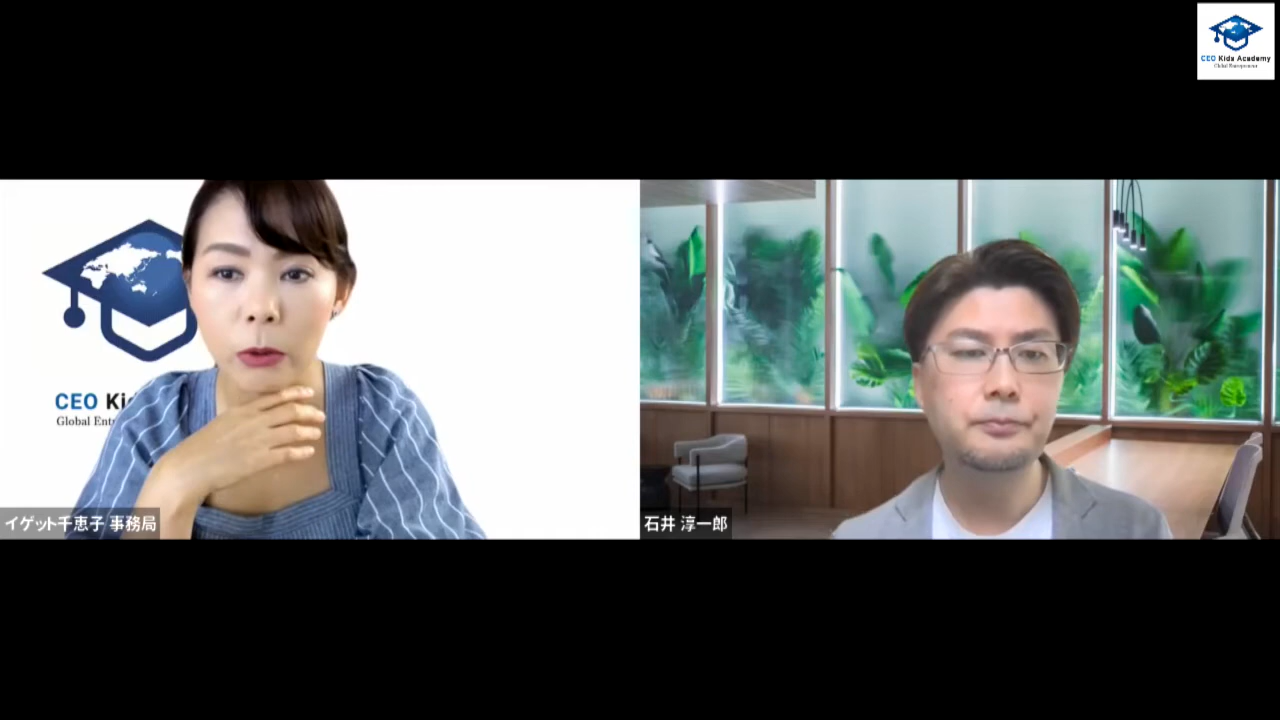 CEO Kids Academy
Global Entrepreneur
CEO Ki
Global Ent
イゲット千恵子 事務局
石井 淳一郎